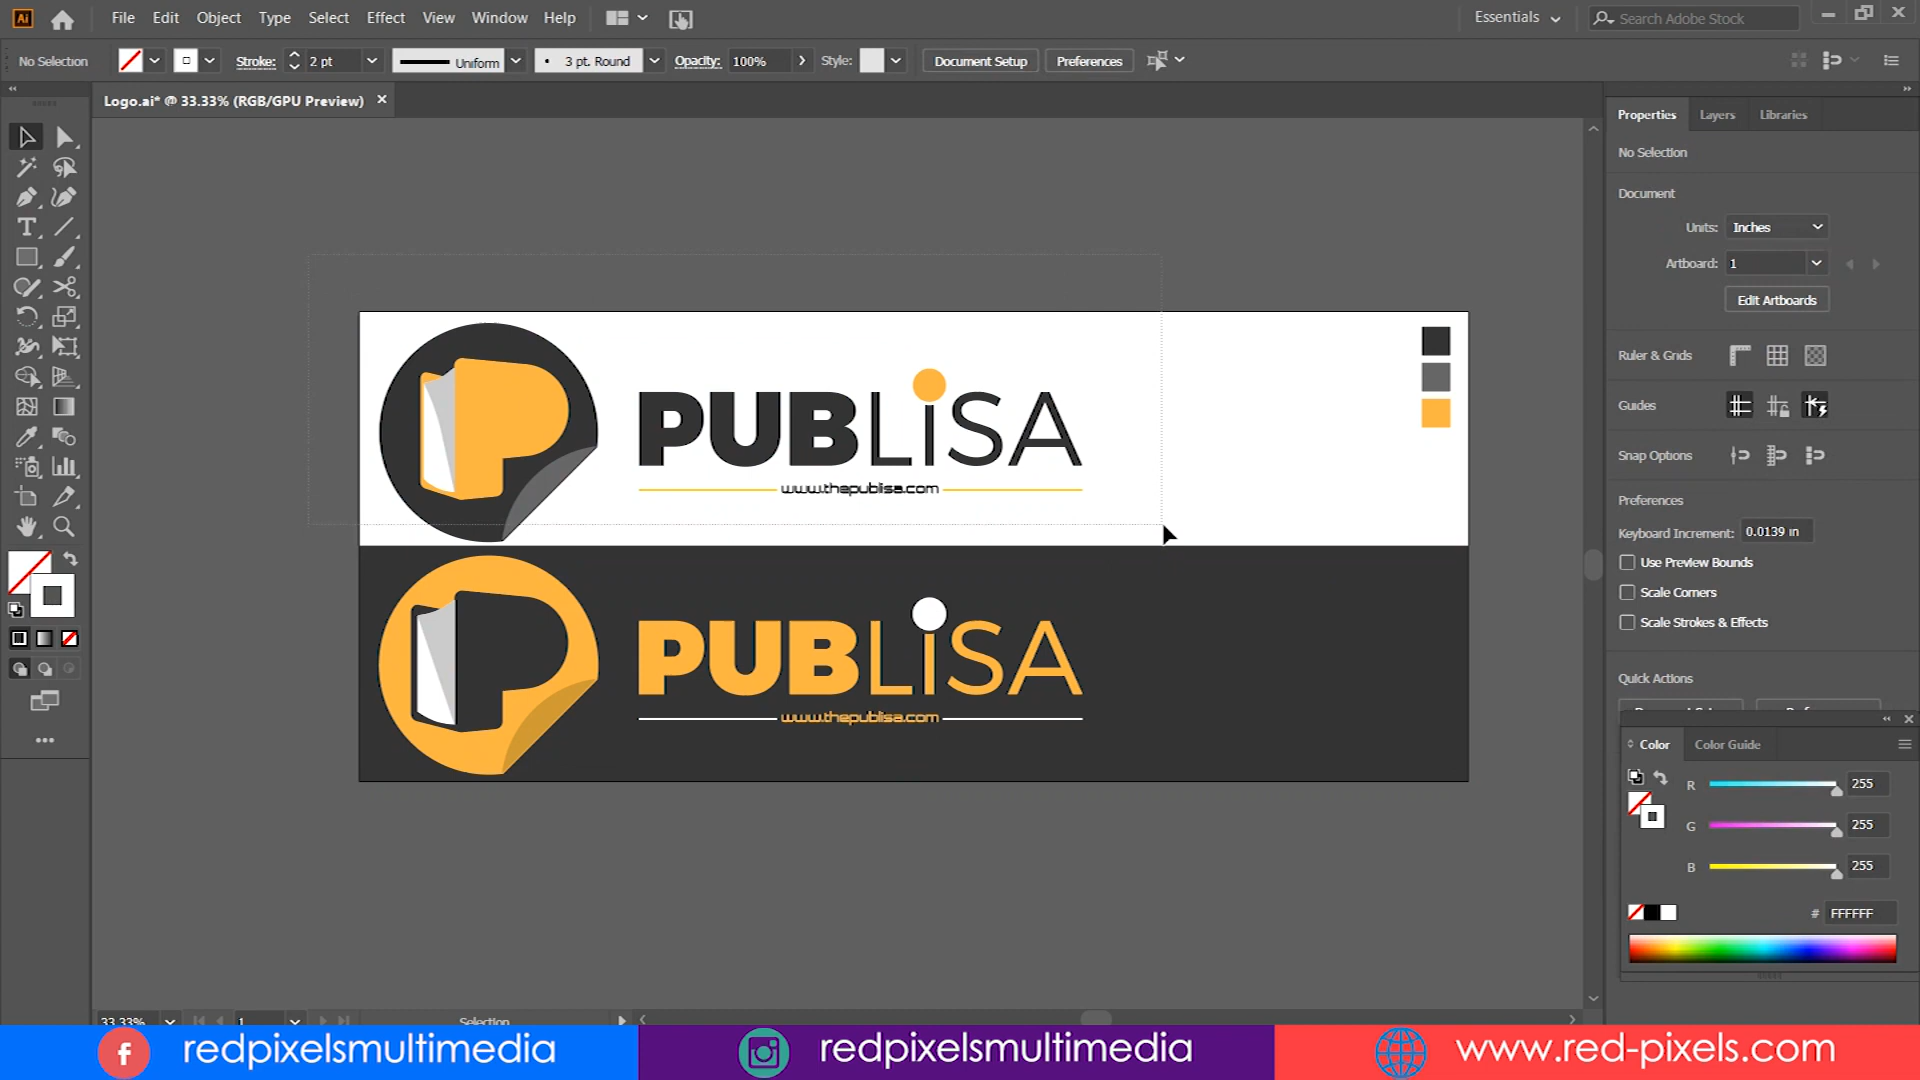 Ai File Edit Object Type Select Effect View Window Help Essentials Search Adobe Stock
No Selection Stroke: 2 pt Uniform 3 pt. Round Opacity: 100% Style: Document Setup Preferences
Logo.ai* @ 33.33% (RGB/GPU Preview)
Properties Layers Libraries
No Selection
Document
Units: Inches
Artboard: 1
Edit Artboards
Ruler & Grids
Guides
Snap Options
Preferences
Keyboard Increment: 0.0139 in
Use Preview Bounds
Scale Corners
Scale Strokes & Effects
Quick Actions
PUBLiSA
www.thepublisa.com
PUBLiSA
www.thepublisa.com
Color Color Guide
R 255
G 255
B 255
# FFFFFF
33.33% 1 Selection
redpixelsmultimedia redpixelsmultimedia www.red-pixels.com